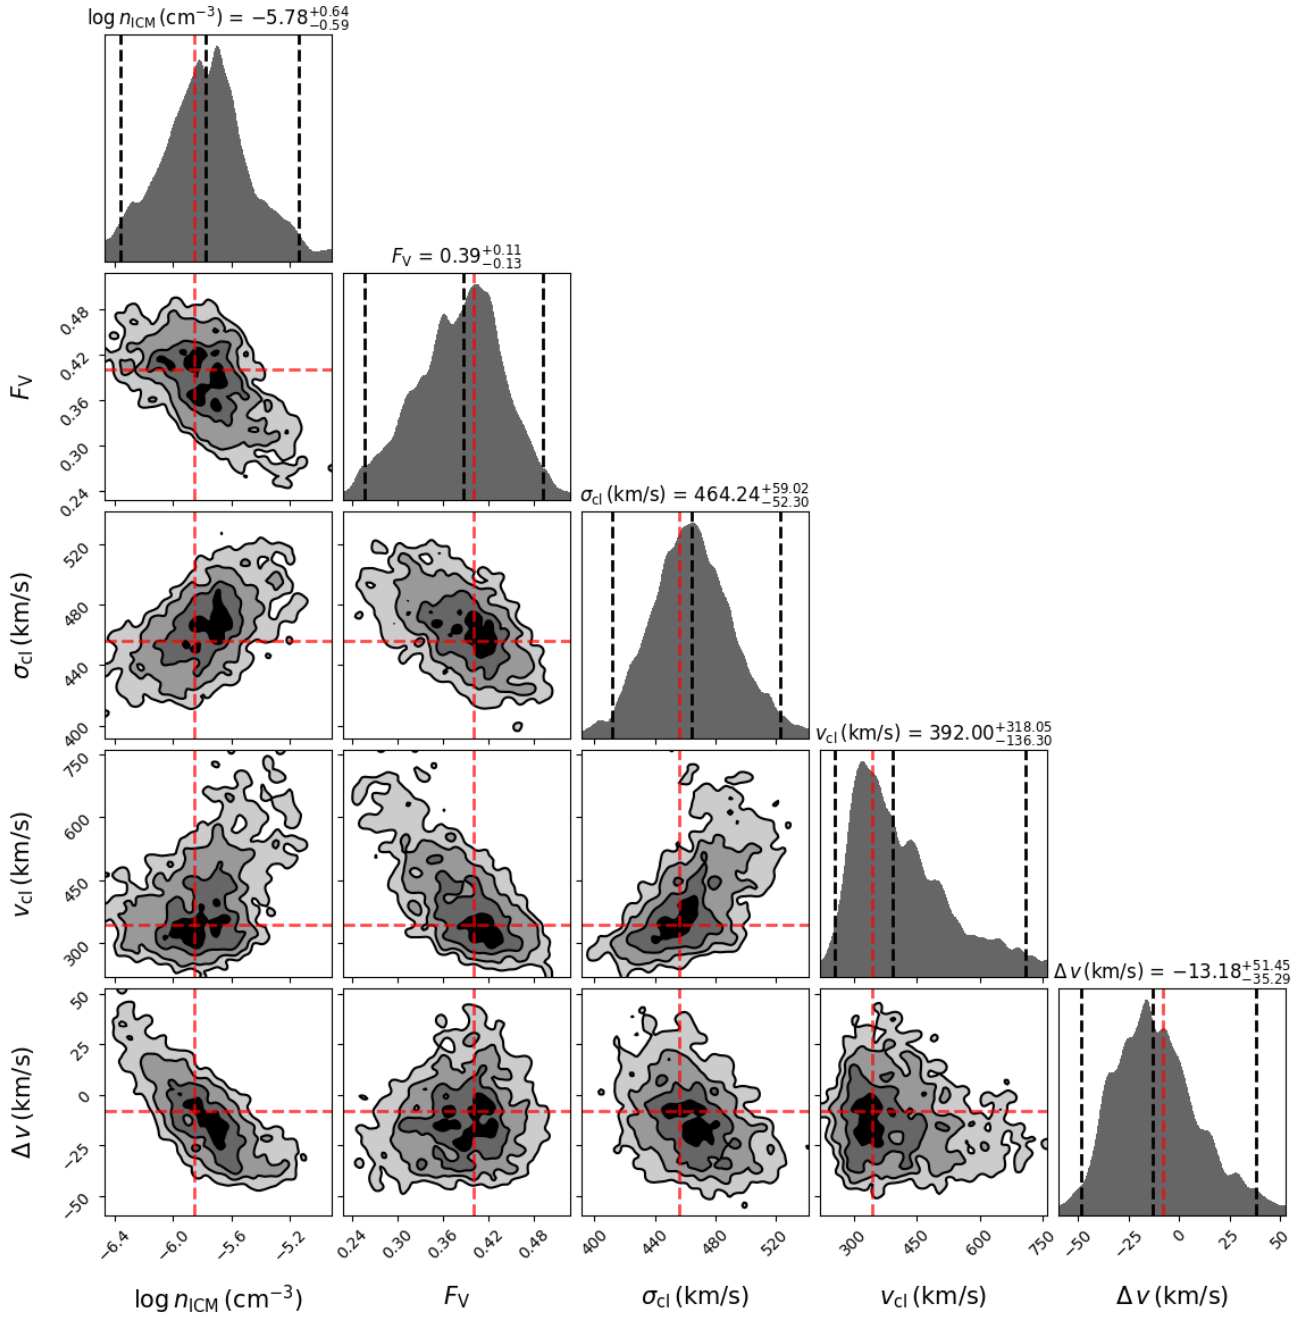 log n_ICM (cm⁻³) = −5.78 +0.64 −0.59
F_V = 0.39 +0.11 −0.13
0.48
0.42
0.36
0.30
0.24
F_V
σ_cl (km/s) = 464.24 +59.02 −52.30
520
480
440
400
σ_cl (km/s)
v_cl (km/s) = 392.00 +318.05 −136.30
750
600
450
300
v_cl (km/s)
Δ v (km/s) = −13.18 +51.45 −35.29
50
25
0
−25
−50
Δ v (km/s)
−6.4 −6.0 −5.6 −5.2
0.24 0.30 0.36 0.42 0.48
400 440 480 520
300 450 600 750
−50 −25 0 25 50
log n_ICM (cm⁻³)
F_V
σ_cl (km/s)
v_cl (km/s)
Δ v (km/s)